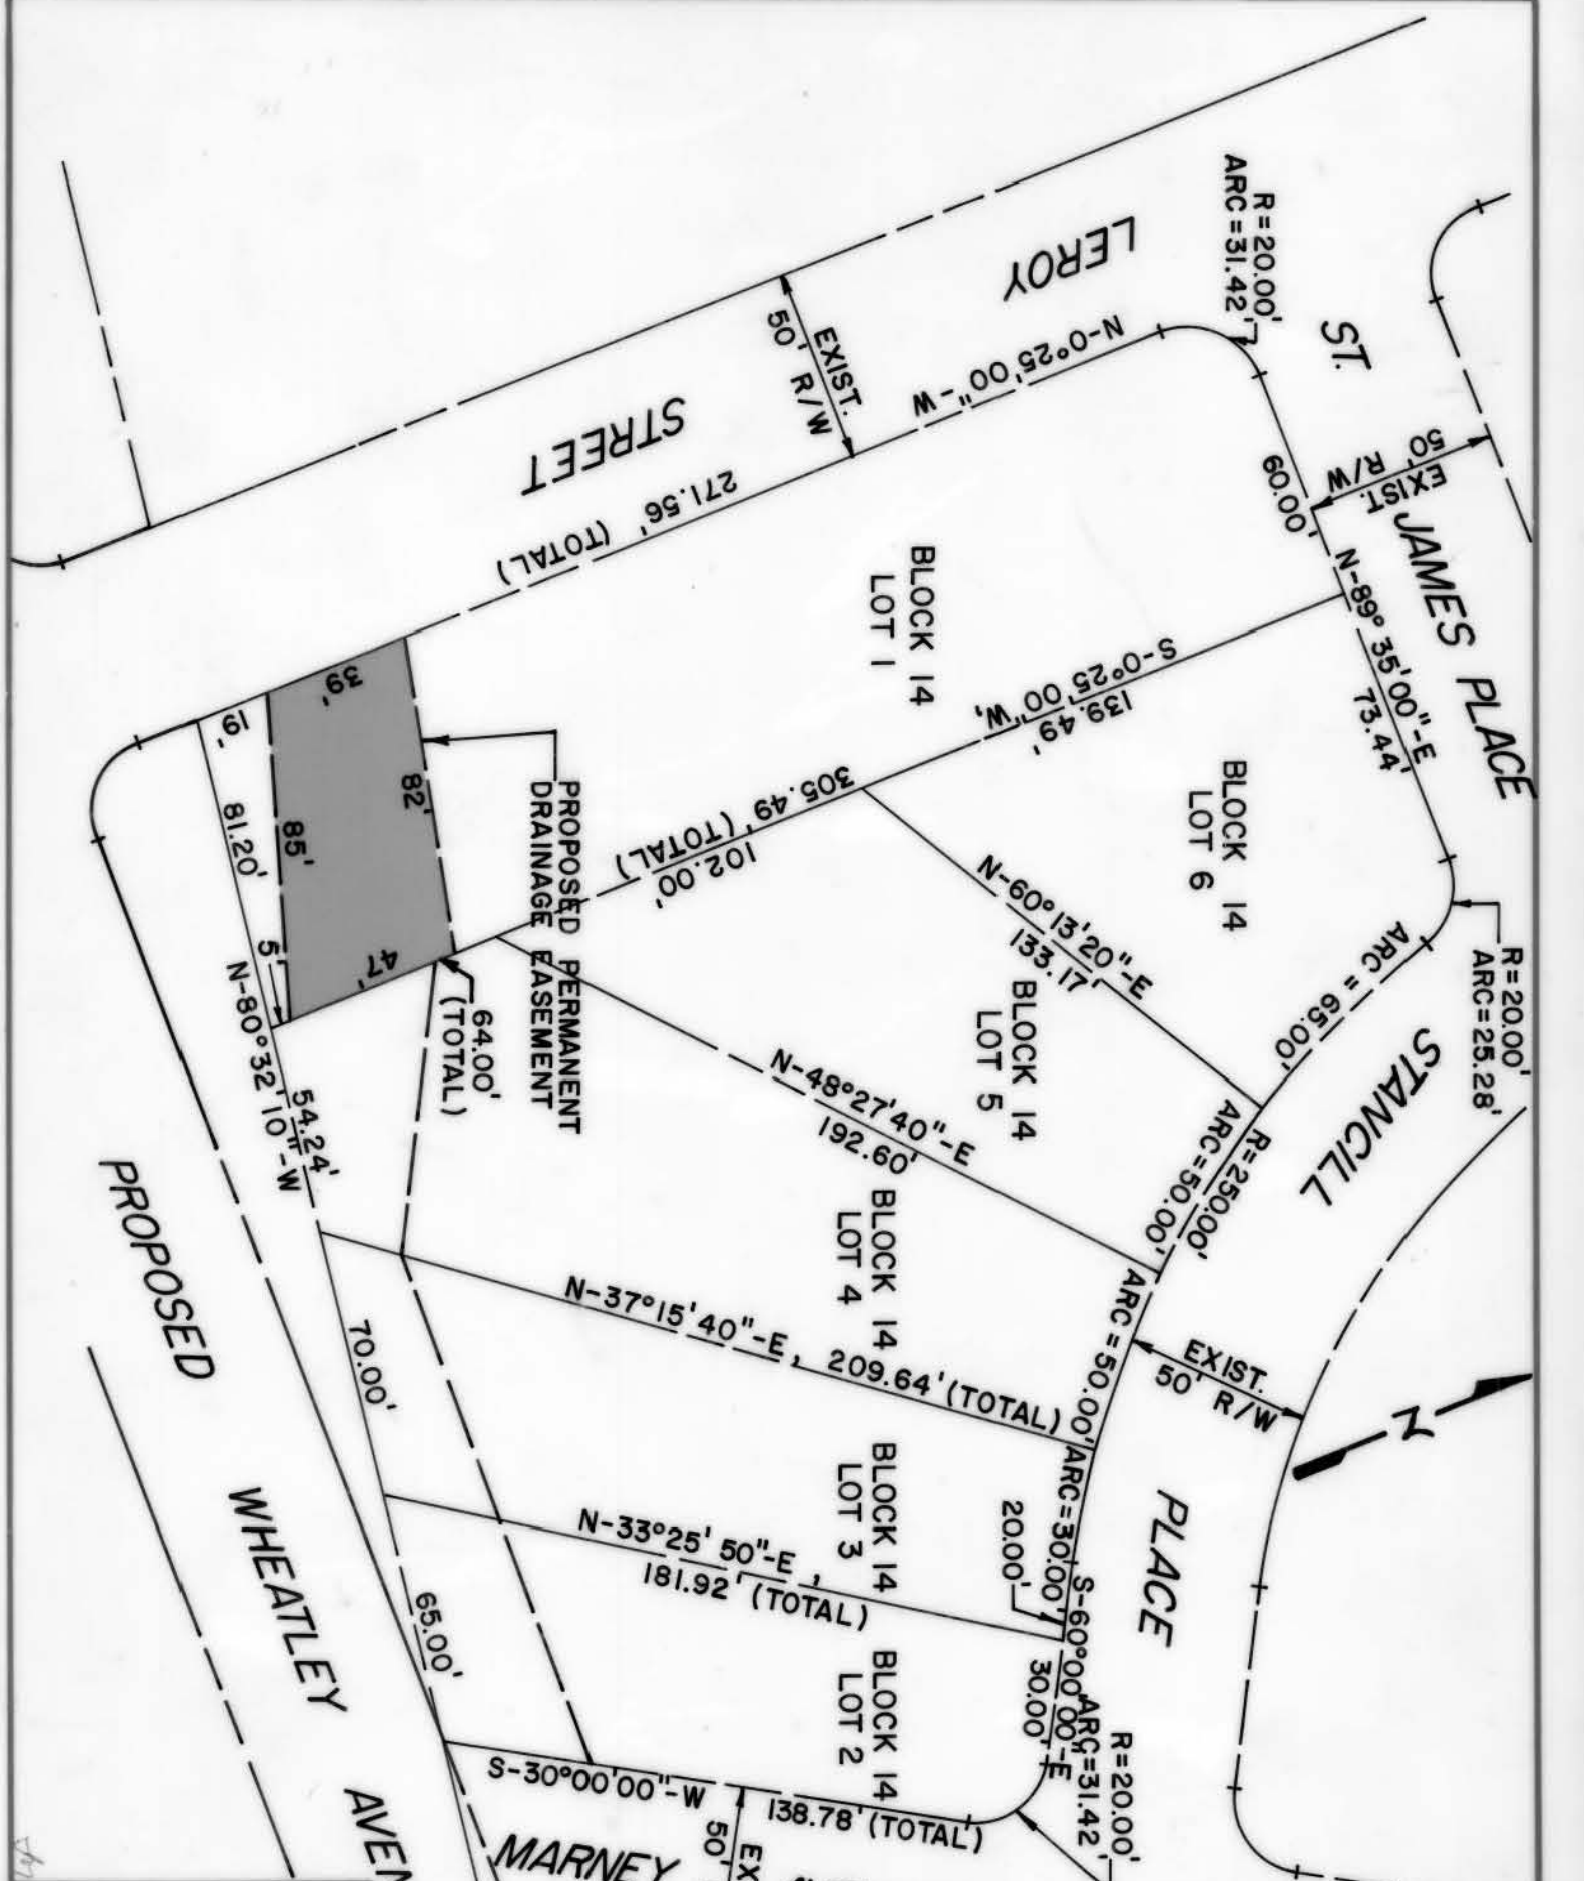 LEROY
STREET
R=20.00'
ARC=31.42'
ST.
JAMES PLACE
EXIST.
50' R/W
N-0°25'00"-W
271.56' (TOTAL)
EXIST.
50' R/W
60.00'
N-89°35'00"-E
73.44'
BLOCK 14
LOT 1
S-0°25'00"W,
139.49'
305.49' (TOTAL)
102.00'
BLOCK 14
LOT 6
R=20.00'
ARC=25.28'
ARC = 65.00'
N-60°13'20"-E
133.17'
BLOCK 14
LOT 5
STANCILL
PLACE
R=250.00'
ARC=50.00'
39'
19'
82'
85'
47'
5'
81.20'
N-80°32'10"-W
54.24'
PROPOSED PERMANENT
DRAINAGE EASEMENT
64.00'
(TOTAL)
N-48°27'40"-E
192.60'
BLOCK 14
LOT 4
ARC = 50.00'
EXIST.
50' R/W
N
N-37°15'40"-E, 209.64' (TOTAL)
70.00'
BLOCK 14
LOT 3
ARC=30.00'
20.00'
S-60°00'00"-E
30.00'
N-33°25'50"-E,
181.92' (TOTAL)
65.00'
BLOCK 14
LOT 2
R=20.00'
ARC=31.42'
S-30°00'00"-W
138.78' (TOTAL)
PROPOSED
WHEATLEY
AVEN
MARNEY
EX
50'